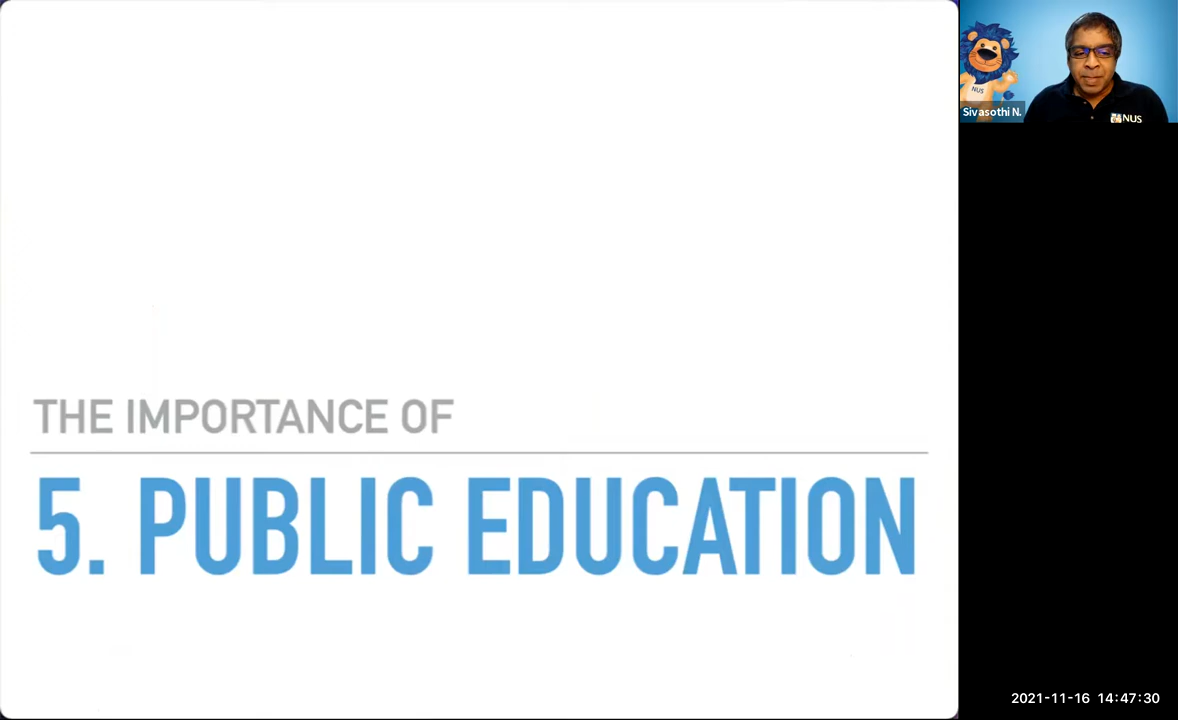 THE IMPORTANCE OF
5. PUBLIC EDUCATION
NUS
Sivasothi N.
NUS
2021-11-16 14:47:30